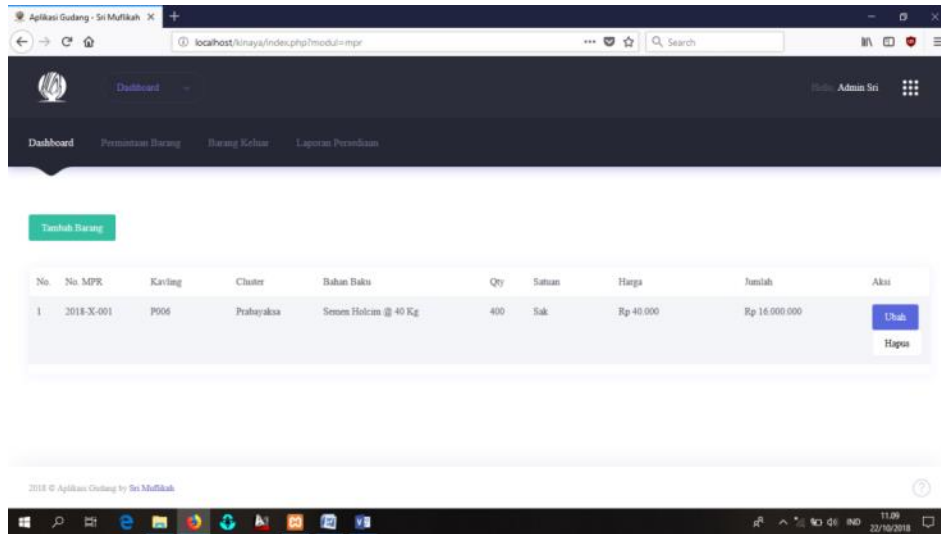 Aplikasi Gudang - Sri Muflikah
localhost/kinaya/index.php?modul=mpr
Search
Dashboard
Hello, Admin Sri
Dashboard Permintaan Barang Barang Keluar Laporan Persediaan
Tambah Barang
No. No. MPR Kavling Cluster Bahan Baku Qty Satuan Harga Jumlah Aksi
1 2018-X-001 P006 Prabayaksa Semen Holcim @ 40 Kg 400 Sak Rp 40.000 Rp 16.000.000 Ubah
Hapus
2018 © Aplikasi Gudang by Sri Muflikah
IND
11.09
22/10/2018